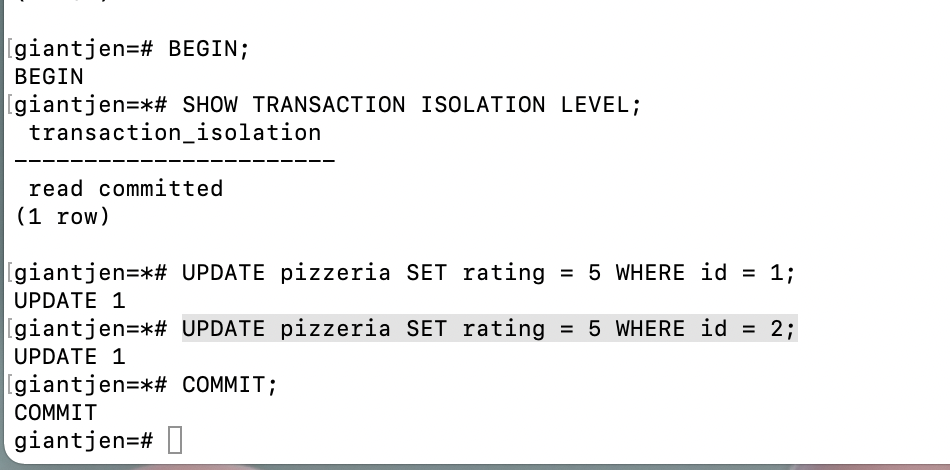 [giantjen=# BEGIN;
BEGIN
[giantjen=*# SHOW TRANSACTION ISOLATION LEVEL;
 transaction_isolation
-----------------------
 read committed
(1 row)
[giantjen=*# UPDATE pizzeria SET rating = 5 WHERE id = 1;
UPDATE 1
[giantjen=*# UPDATE pizzeria SET rating = 5 WHERE id = 2;
UPDATE 1
[giantjen=*# COMMIT;
COMMIT
giantjen=#